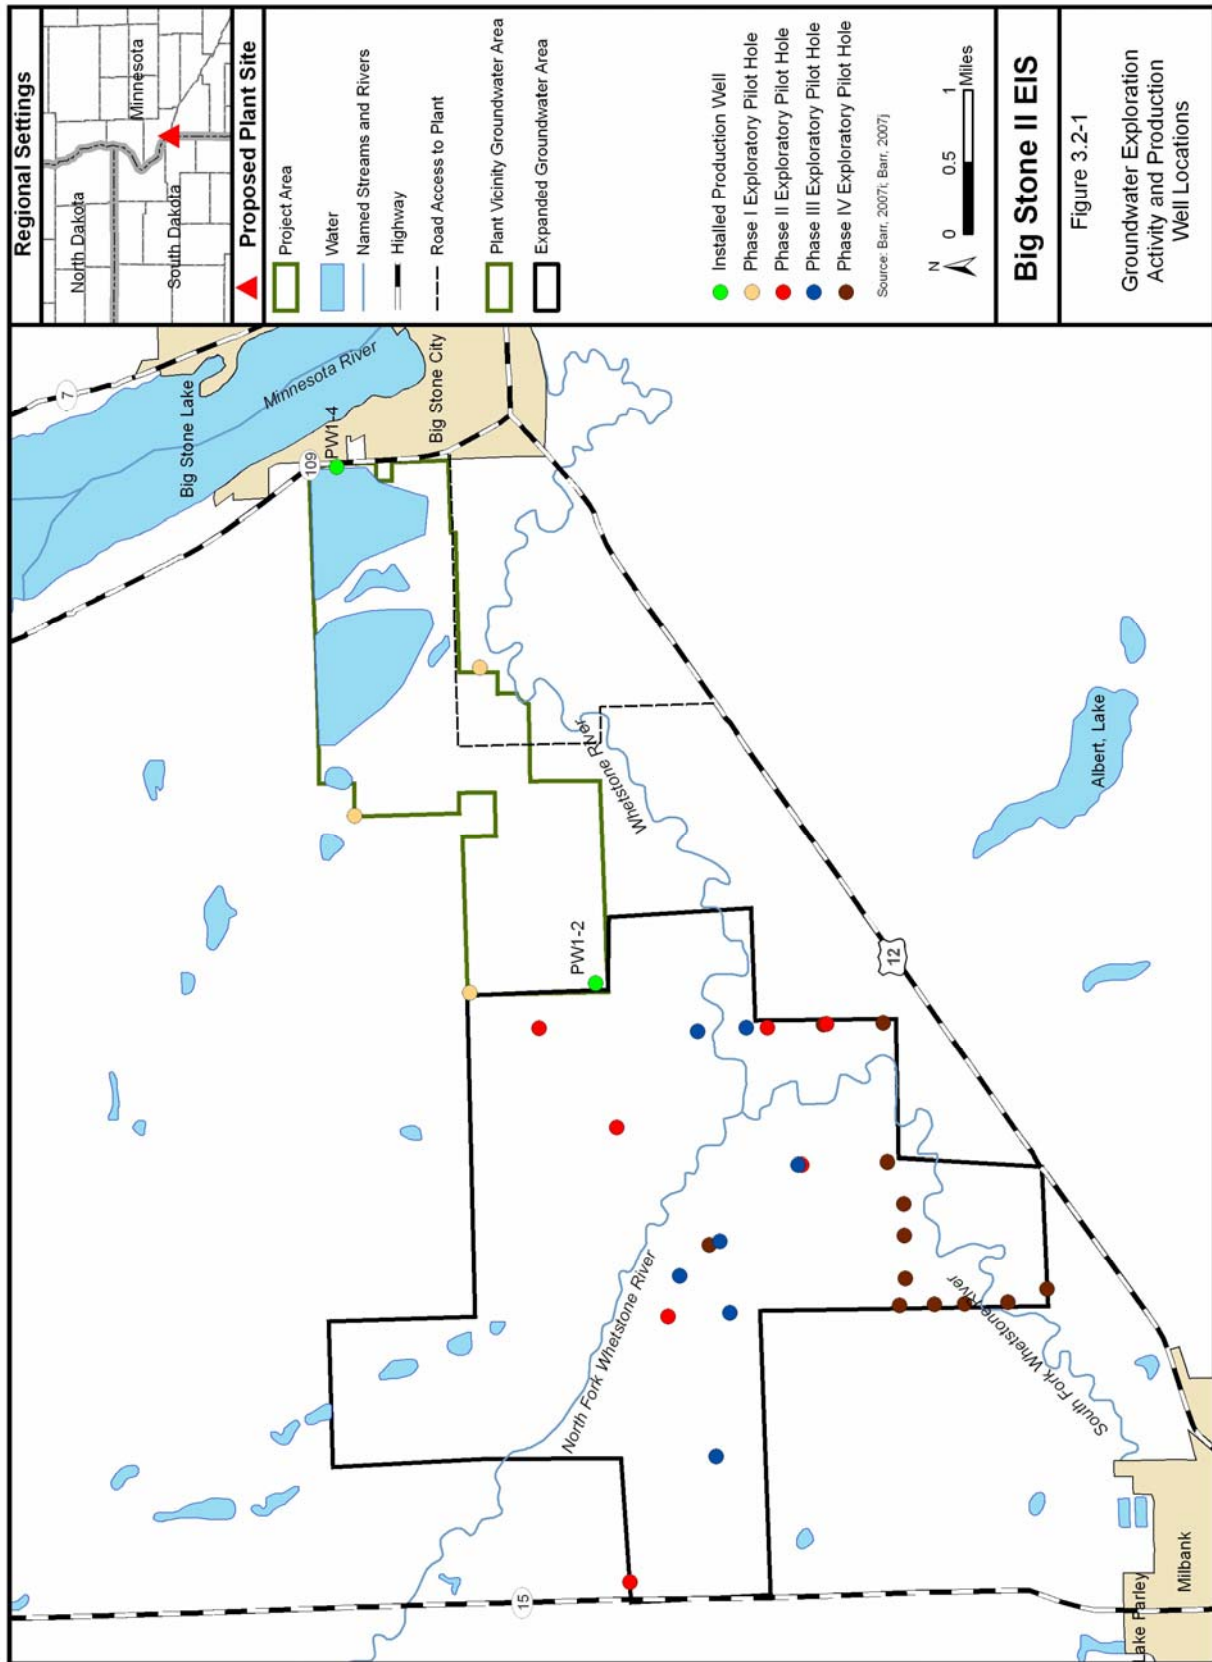 Regional Settings
North Dakota
Minnesota
South Dakota
Proposed Plant Site
Project Area
Water
Named Streams and Rivers
Highway
Road Access to Plant
Plant Vicinity Groundwater Area
Expanded Groundwater Area
Installed Production Well
Phase I Exploratory Pilot Hole
Phase II Exploratory Pilot Hole
Phase III Exploratory Pilot Hole
Phase IV Exploratory Pilot Hole
Source: Barr, 2007i; Barr, 2007j
N
0 0.5 1
Miles
Big Stone II EIS
Figure 3.2-1
Groundwater Exploration
Activity and Production
Well Locations
7
Big Stone Lake
Minnesota River
109
PW1-4
Big Stone City
Whetstone River
Albert, Lake
PW1-2
12
North Fork Whetstone River
South Fork Whetstone River
15
Lake Parley
Milbank